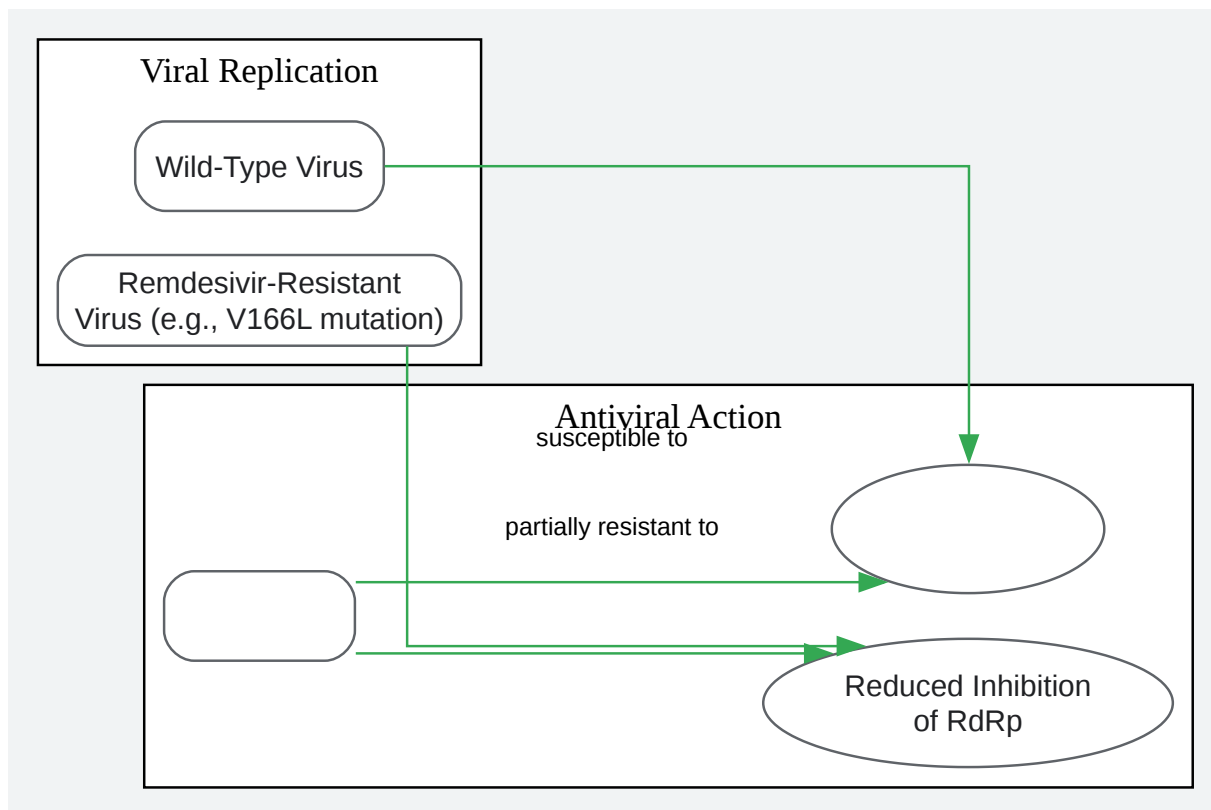 Viral Replication
Wild-Type Virus
Remdesivir-Resistant
Virus (e.g., V166L mutation)
Antiviral Action
susceptible to
partially resistant to
Reduced Inhibition
of RdRp